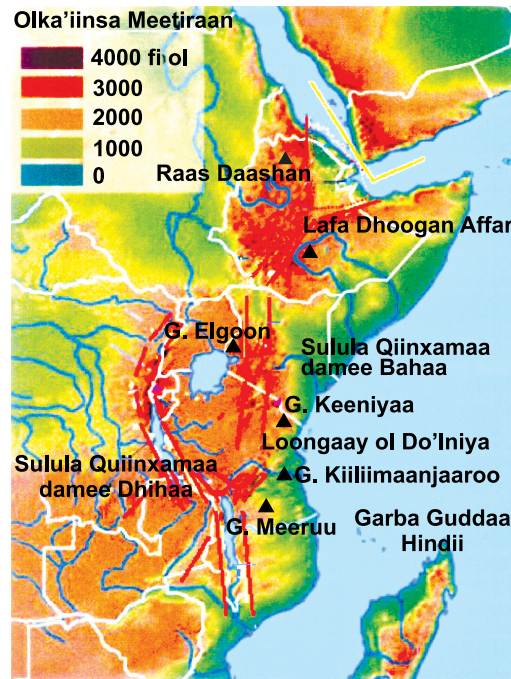 Olka'iinsa Meetiraan
4000 fi ol
3000
2000
1000
0
Raas Daashan
Lafa Dhoogan Affar
G. Elgoon
Sulula Qiinxamaa
damee Bahaa
G. Keeniyaa
Loongaay ol Do'lniya
Sulula Quiinxamaa
damee Dhihaa
G. Kiiliimaanjaaroo
G. Meeruu
Garba Guddaa
Hindii